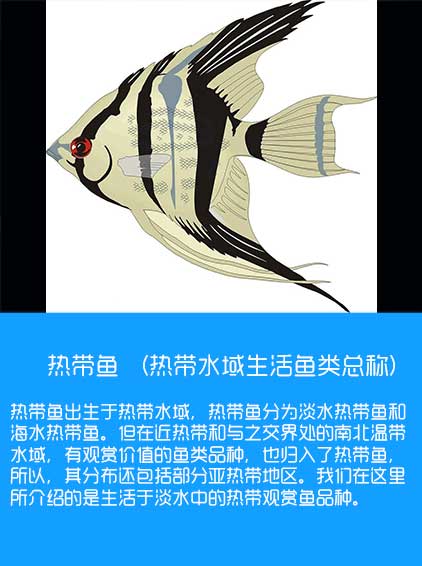 热带鱼 （热带水域生活鱼类总称）
热带鱼出生于热带水域，热带鱼分为淡水热带鱼和
海水热带鱼。但在近热带和与之交界处的南北温带
水域，有观赏价值的鱼类品种，也归入了热带鱼，
所以，其分布还包括部分亚热带地区。我们在这里
所介绍的是生活于淡水中的热带观赏鱼品种。